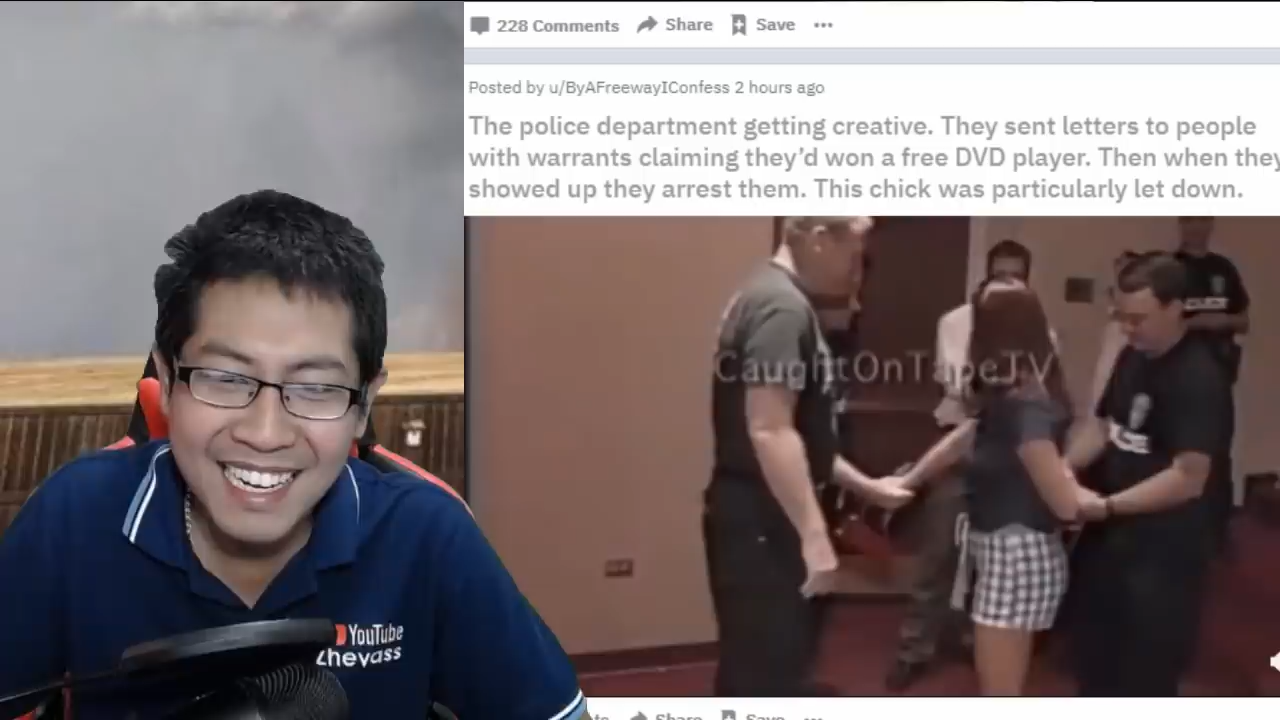 228 Comments Share Save
Posted by u/ByAFreewayIConfess 2 hours ago
The police department getting creative. They sent letters to people
with warrants claiming they'd won a free DVD player. Then when they
showed up they arrest them. This chick was particularly let down.
CaughtOnTapeTV
YouTube
Zhevass
Share Save